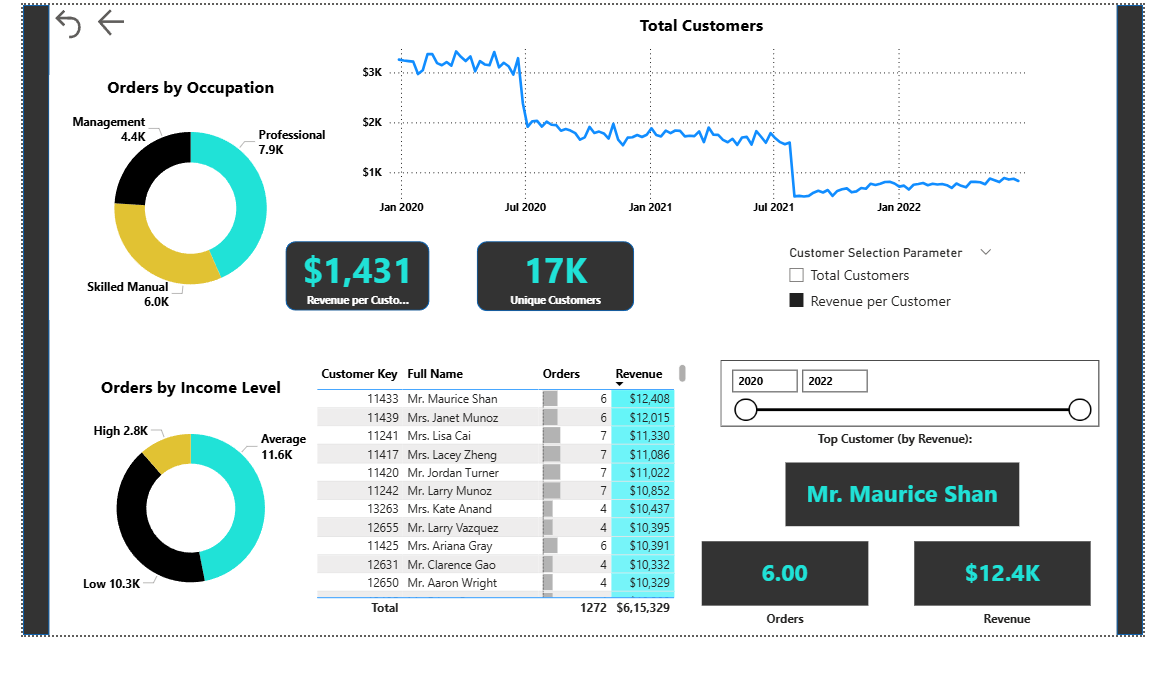 Total Customers
$3K
$2K
$1K
Jan 2020 Jul 2020 Jan 2021 Jul 2021 Jan 2022
Orders by Occupation
Management
4.4K
Professional
7.9K
Skilled Manual
6.0K
$1,431
Revenue per Custo...
17K
Unique Customers
Customer Selection Parameter
Total Customers
Revenue per Customer
Orders by Income Level
High 2.8K
Average
11.6K
Low 10.3K
Customer Key Full Name Orders Revenue
11433 Mr. Maurice Shan 6 $12,408
11439 Mrs. Janet Munoz 6 $12,015
11241 Mrs. Lisa Cai 7 $11,330
11417 Mrs. Lacey Zheng 7 $11,086
11420 Mr. Jordan Turner 7 $11,022
11242 Mr. Larry Munoz 7 $10,852
13263 Mrs. Kate Anand 4 $10,437
12655 Mr. Larry Vazquez 4 $10,395
11425 Mrs. Ariana Gray 6 $10,391
12631 Mr. Clarence Gao 4 $10,332
12650 Mr. Aaron Wright 4 $10,329
Total 1272 $6,15,329
2020 2022
Top Customer (by Revenue):
Mr. Maurice Shan
6.00
Orders
$12.4K
Revenue